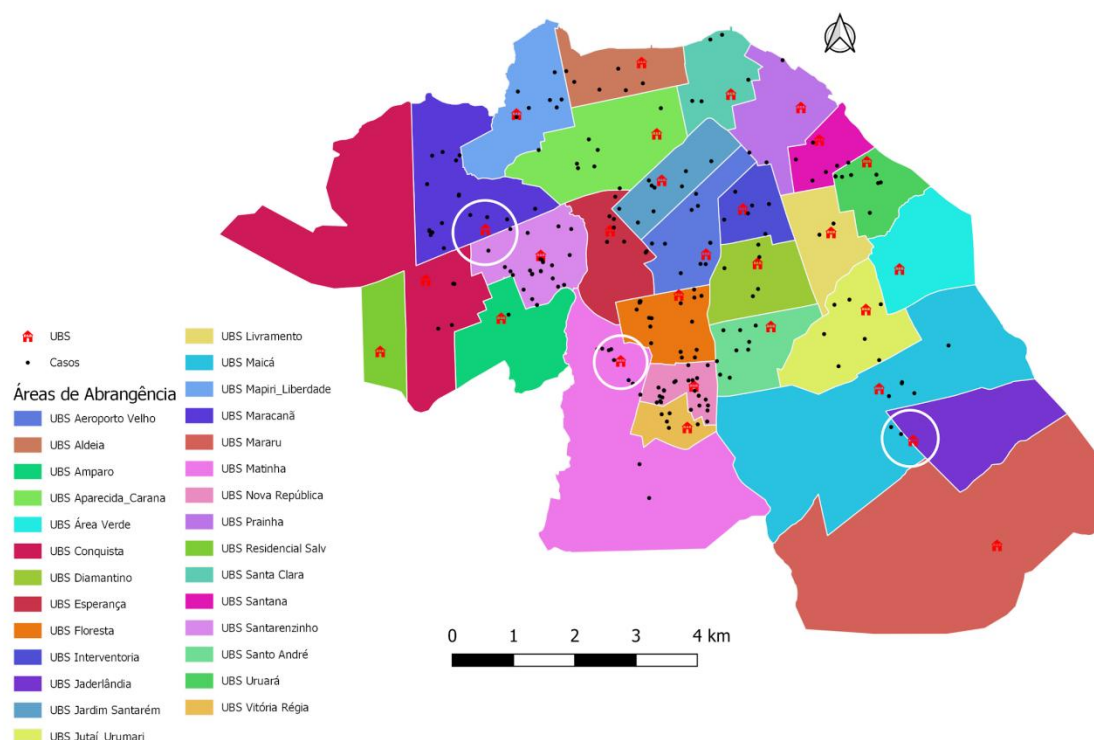 UBS
Casos
Áreas de Abrangência
UBS Aeroporto Velho
UBS Aldeia
UBS Amparo
UBS Aparecida_Carana
UBS Área Verde
UBS Conquista
UBS Diamantino
UBS Esperança
UBS Floresta
UBS Interventoria
UBS Jaderlândia
UBS Jardim Santarém
UBS Jutaí_Urumari
UBS Livramento
UBS Maicá
UBS Mapiri_Liberdade
UBS Maracanã
UBS Mararu
UBS Matinha
UBS Nova República
UBS Prainha
UBS Residencial Salv
UBS Santa Clara
UBS Santana
UBS Santarenzinho
UBS Santo André
UBS Uruará
UBS Vitória Régia
0 1 2 3 4 km